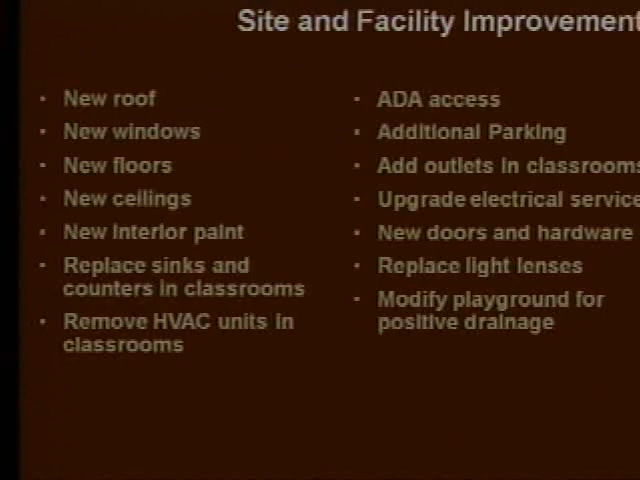 Site and Facility Improvement
New roof
New windows
New floors
New ceilings
New interior paint
Replace sinks and
counters in classrooms
Remove HVAC units in
classrooms
ADA access
Additional Parking
Add outlets in classrooms
Upgrade electrical service
New doors and hardware
Replace light lenses
Modify playground for
positive drainage